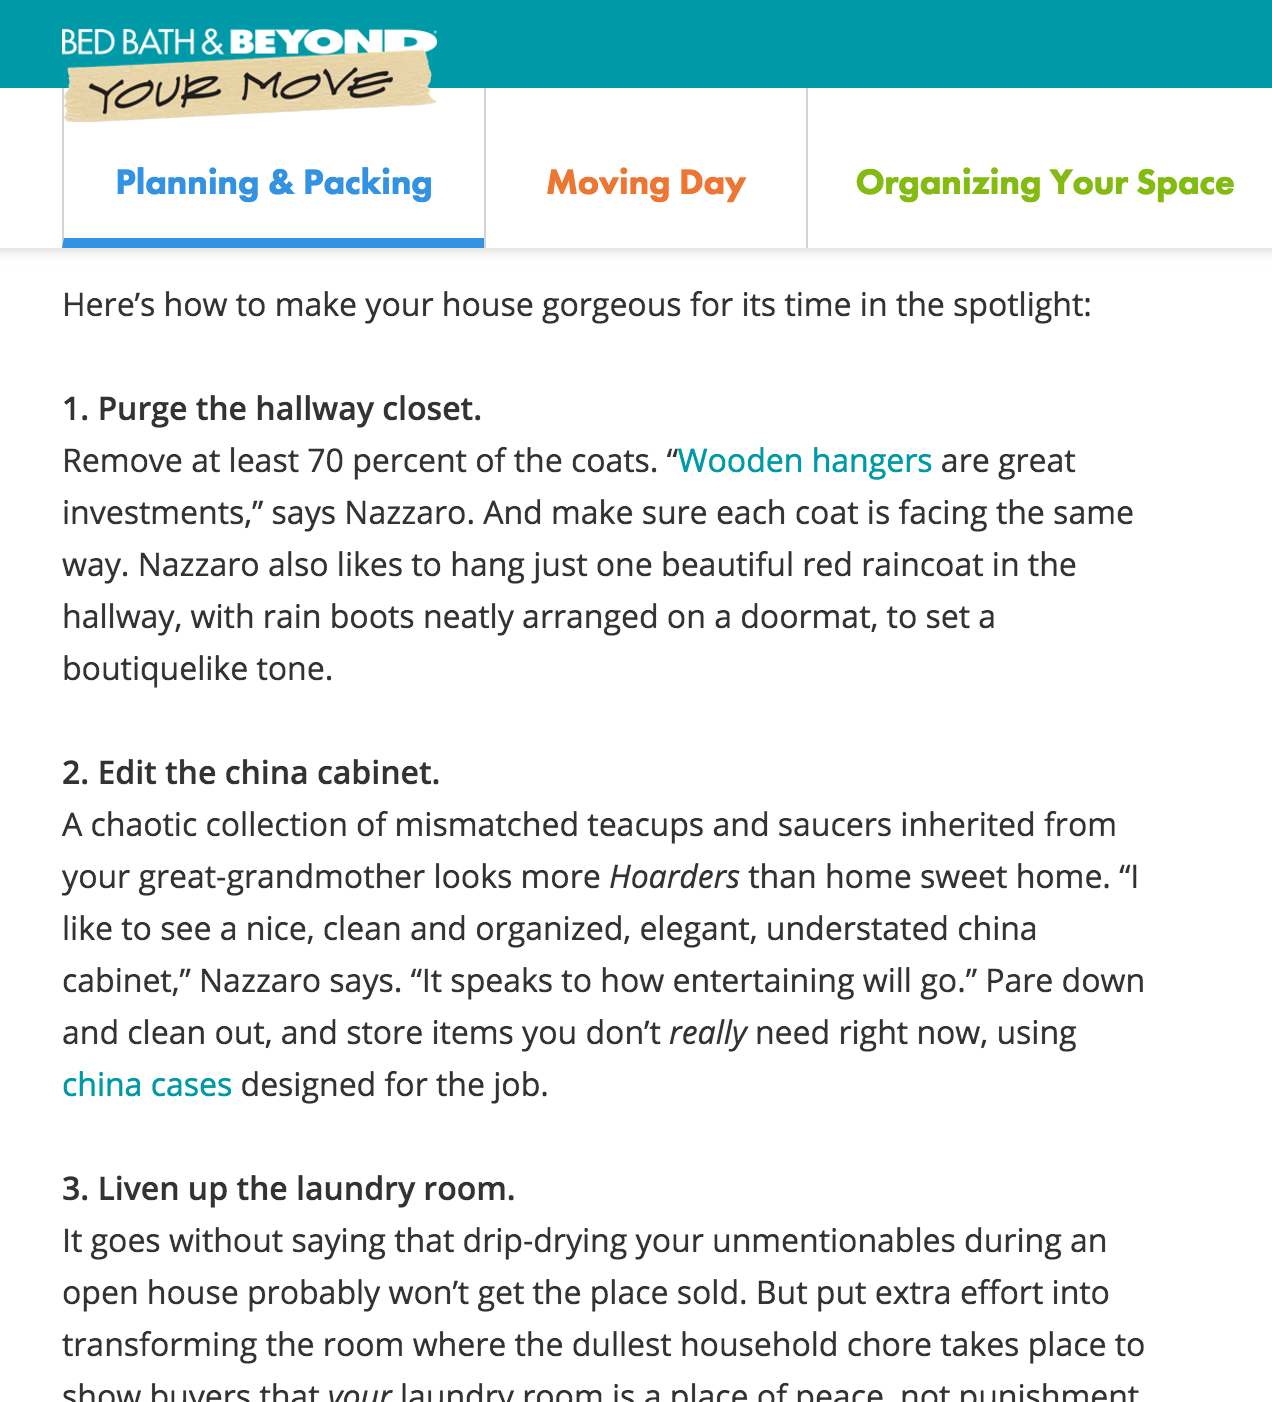 BED BATH & BEYOND
YOUR MOVE
Planning & Packing
Moving Day
Organizing Your Space
Here’s how to make your house gorgeous for its time in the spotlight:
1. Purge the hallway closet.
Remove at least 70 percent of the coats. “Wooden hangers are great
investments,” says Nazzaro. And make sure each coat is facing the same
way. Nazzaro also likes to hang just one beautiful red raincoat in the
hallway, with rain boots neatly arranged on a doormat, to set a
boutiquelike tone.
2. Edit the china cabinet.
A chaotic collection of mismatched teacups and saucers inherited from
your great-grandmother looks more Hoarders than home sweet home. “I
like to see a nice, clean and organized, elegant, understated china
cabinet,” Nazzaro says. “It speaks to how entertaining will go.” Pare down
and clean out, and store items you don’t really need right now, using
china cases designed for the job.
3. Liven up the laundry room.
It goes without saying that drip-drying your unmentionables during an
open house probably won’t get the place sold. But put extra effort into
transforming the room where the dullest household chore takes place to
show buyers that your laundry room is a place of peace, not punishment